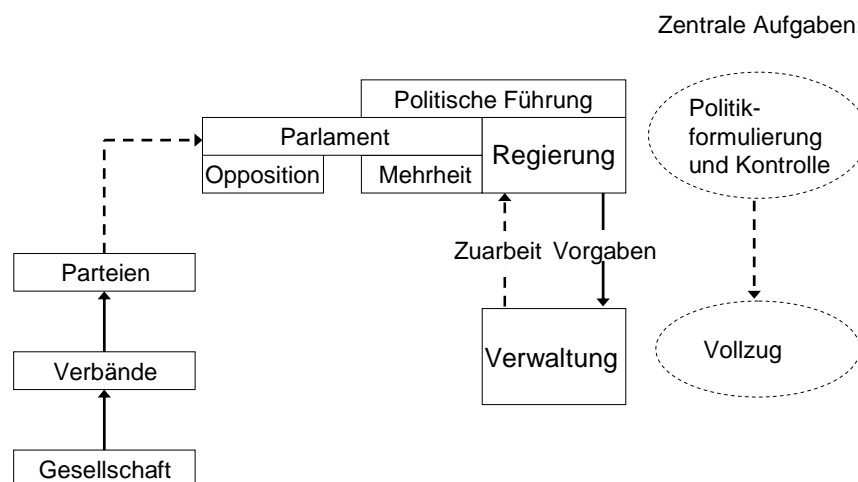 Zentrale Aufgaben:
Politische Führung
Parlament
Regierung
Opposition
Mehrheit
Politik-
formulierung
und Kontrolle
Zuarbeit
Vorgaben
Parteien
Verwaltung
Vollzug
Verbände
Gesellschaft